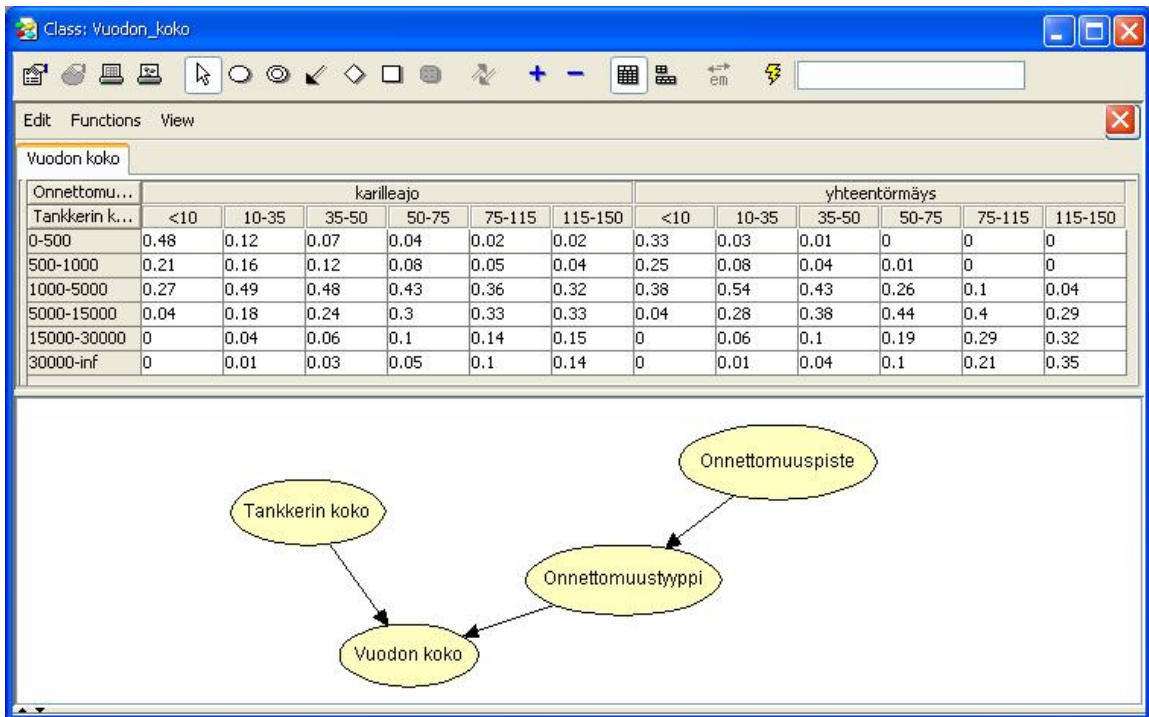 Class: Vuodon_koko
em
Edit Functions View
Vuodon koko
Onnettomu... karilleajo yhteentörmäys
Tankkerin k... <10 10-35 35-50 50-75 75-115 115-150 <10 10-35 35-50 50-75 75-115 115-150
0-500 0.48 0.12 0.07 0.04 0.02 0.02 0.33 0.03 0.01 0 0 0
500-1000 0.21 0.16 0.12 0.08 0.05 0.04 0.25 0.08 0.04 0.01 0 0
1000-5000 0.27 0.49 0.48 0.43 0.36 0.32 0.38 0.54 0.43 0.26 0.1 0.04
5000-15000 0.04 0.18 0.24 0.3 0.33 0.33 0.04 0.28 0.38 0.44 0.4 0.29
15000-30000 0 0.04 0.06 0.1 0.14 0.15 0 0.06 0.1 0.19 0.29 0.32
30000-inf 0 0.01 0.03 0.05 0.1 0.14 0 0.01 0.04 0.1 0.21 0.35
Onnettomuuspiste
Tankkerin koko
Onnettomuustyyppi
Vuodon koko